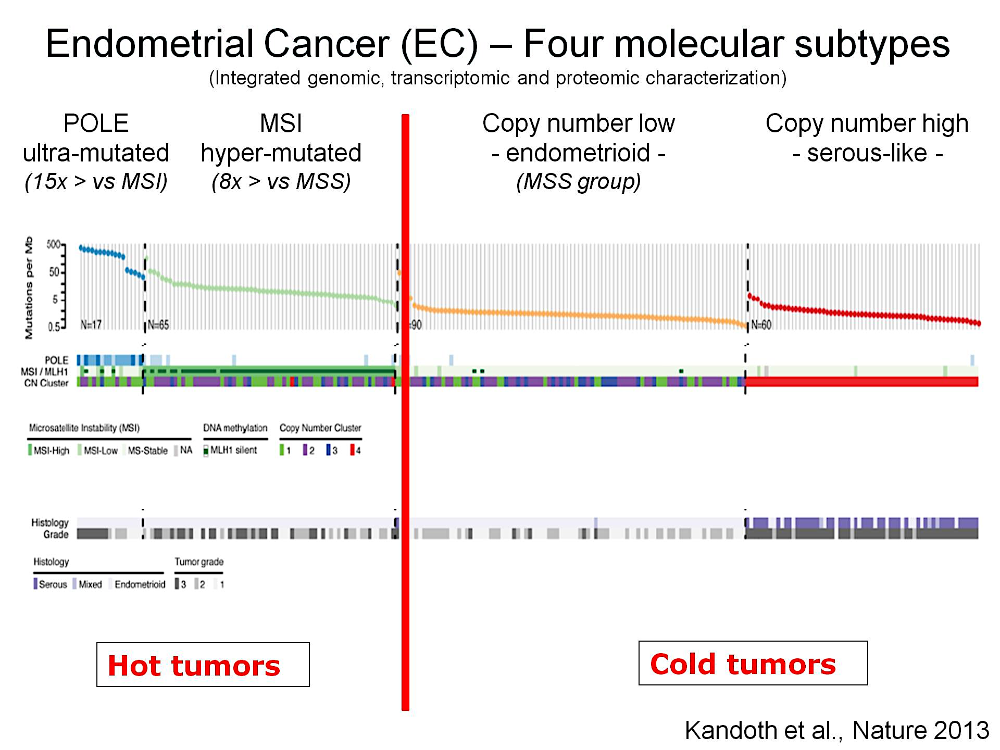 Endometrial Cancer (EC) – Four molecular subtypes
(Integrated genomic, transcriptomic and proteomic characterization)
POLE
ultra-mutated
(15x > vs MSI)
MSI
hyper-mutated
(8x > vs MSS)
Copy number low
- endometrioid -
(MSS group)
Copy number high
- serous-like -
Mutations per Mb
500
50
5
0.5
N=17
N=65
=90
N=60
POLE
MSI / MLH1
CN Cluster
Microsatellite Instability (MSI)
MSI-High MSI-Low MS-Stable NA
DNA methylation
MLH1 silent
Copy Number Cluster
1 2 3 4
Histology
Grade
Histology
Serous Mixed Endometrioid
Tumor grade
3 2 1
Hot tumors
Cold tumors
Kandoth et al., Nature 2013